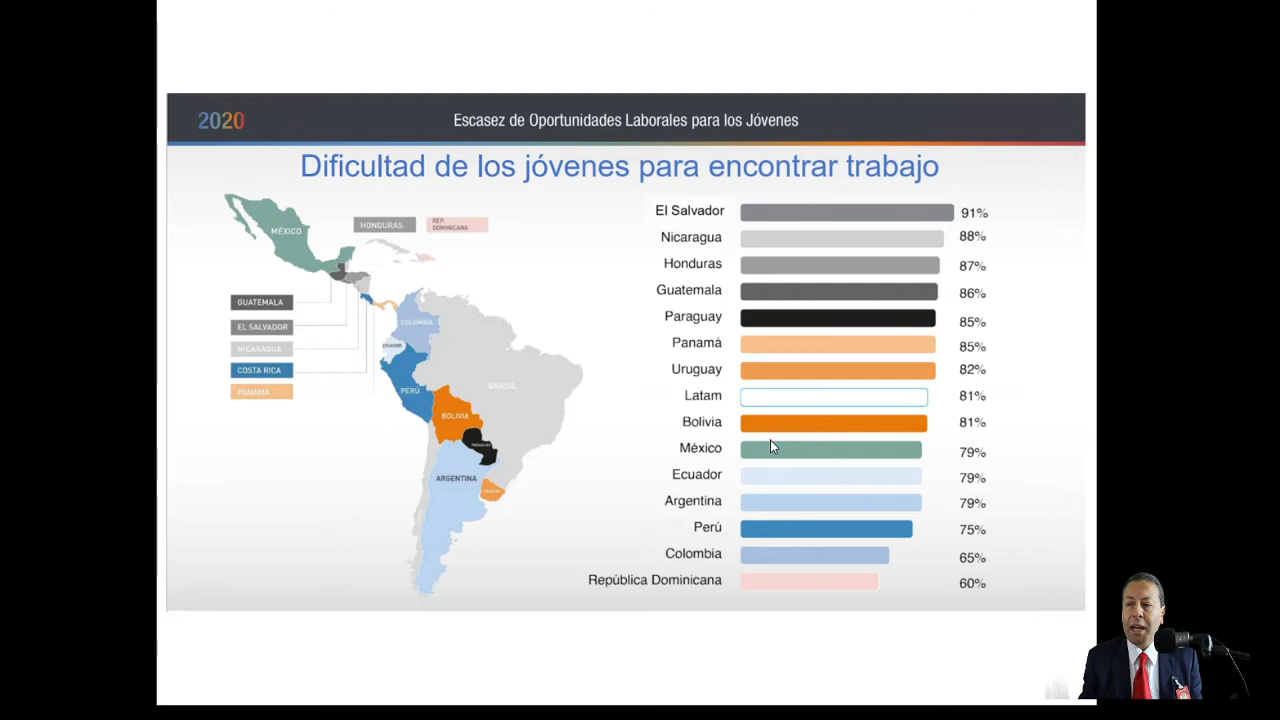 2020
Escasez de Oportunidades Laborales para los Jóvenes
Dificultad de los jóvenes para encontrar trabajo
MÉXICO
HONDURAS
REP.
DOMINICANA
GUATEMALA
EL SALVADOR
NICARAGUA
COSTA RICA
PANAMÁ
COLOMBIA
ECUADOR
PERÚ
BRASIL
BOLIVIA
PARAGUAY
ARGENTINA
URUGUAY
El Salvador 91%
Nicaragua 88%
Honduras 87%
Guatemala 86%
Paraguay 85%
Panamá 85%
Uruguay 82%
Latam 81%
Bolivia 81%
México 79%
Ecuador 79%
Argentina 79%
Perú 75%
Colombia 65%
República Dominicana 60%